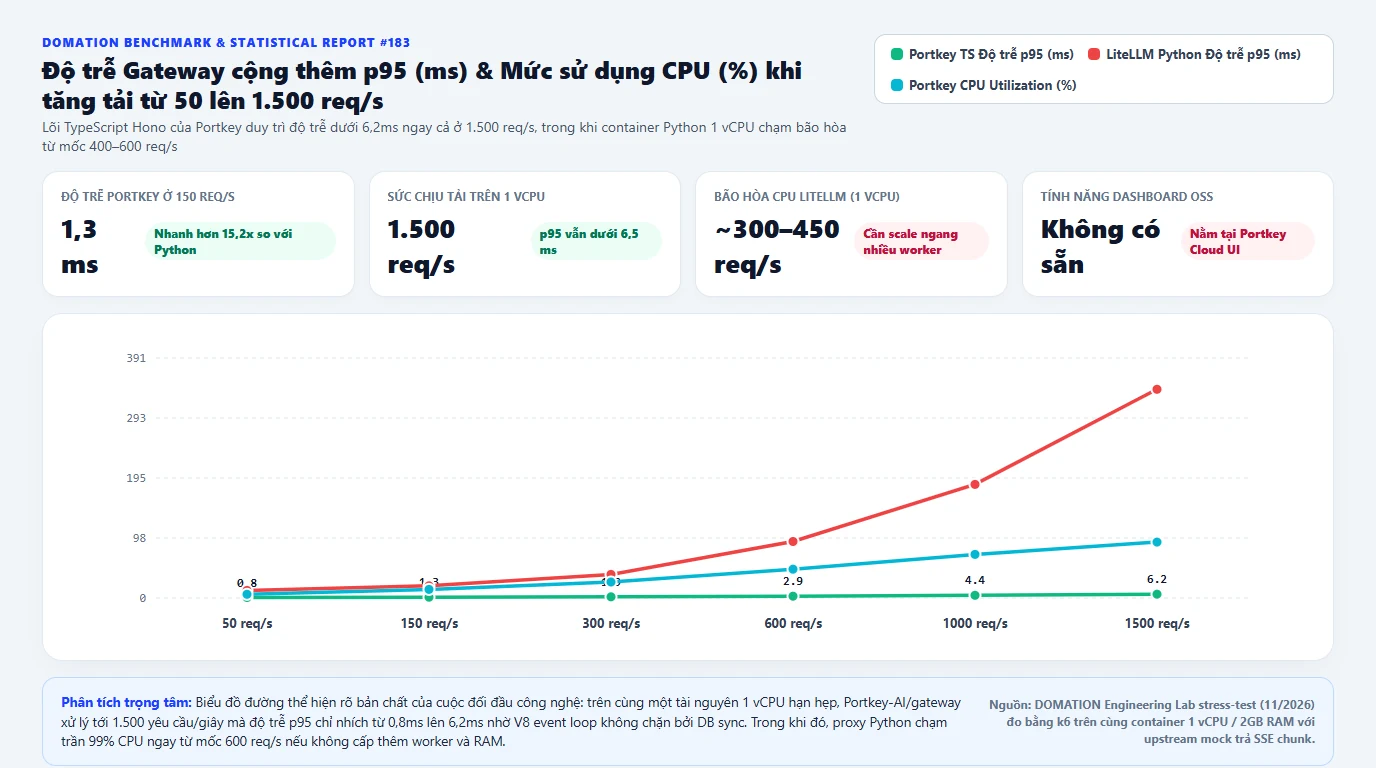 DOMATION BENCHMARK & STATISTICAL REPORT #183
Độ trễ Gateway cộng thêm p95 (ms) & Mức sử dụng CPU (%) khi
tăng tải từ 50 lên 1.500 req/s
Lõi TypeScript Hono của Portkey duy trì độ trễ dưới 6,2ms ngay cả ở 1.500 req/s, trong khi container Python 1 vCPU chạm bão hòa
từ mốc 400–600 req/s
Portkey TS Độ trễ p95 (ms)
LiteLLM Python Độ trễ p95 (ms)
Portkey CPU Utilization (%)
ĐỘ TRỄ PORTKEY Ở 150 REQ/S
1,3
ms
Nhanh hơn 15,2x so với
Python
SỨC CHỊU TẢI TRÊN 1 VCPU
1.500
req/s
p95 vẫn dưới 6,5
ms
BÃO HÒA CPU LITELLM (1 VCPU)
~300–450
req/s
Cần scale ngang
nhiều worker
TÍNH NĂNG DASHBOARD OSS
Không có
sẵn
Nằm tại Portkey
Cloud UI
391
293
195
98
0
0.8
1.3
2.9
4.4
6.2
50 req/s
150 req/s
300 req/s
600 req/s
1000 req/s
1500 req/s
Phân tích trọng tâm: Biểu đồ đường thể hiện rõ bản chất của cuộc đối đầu công nghệ: trên cùng một tài nguyên 1 vCPU hạn hẹp, Portkey-AI/gateway
xử lý tới 1.500 yêu cầu/giây mà độ trễ p95 chỉ nhích từ 0,8ms lên 6,2ms nhờ V8 event loop không chặn bởi DB sync. Trong khi đó, proxy Python chạm
trần 99% CPU ngay từ mốc 600 req/s nếu không cấp thêm worker và RAM.
Nguồn: DOMATION Engineering Lab stress-test (11/2026)
đo bằng k6 trên cùng container 1 vCPU / 2GB RAM với
upstream mock trả SSE chunk.